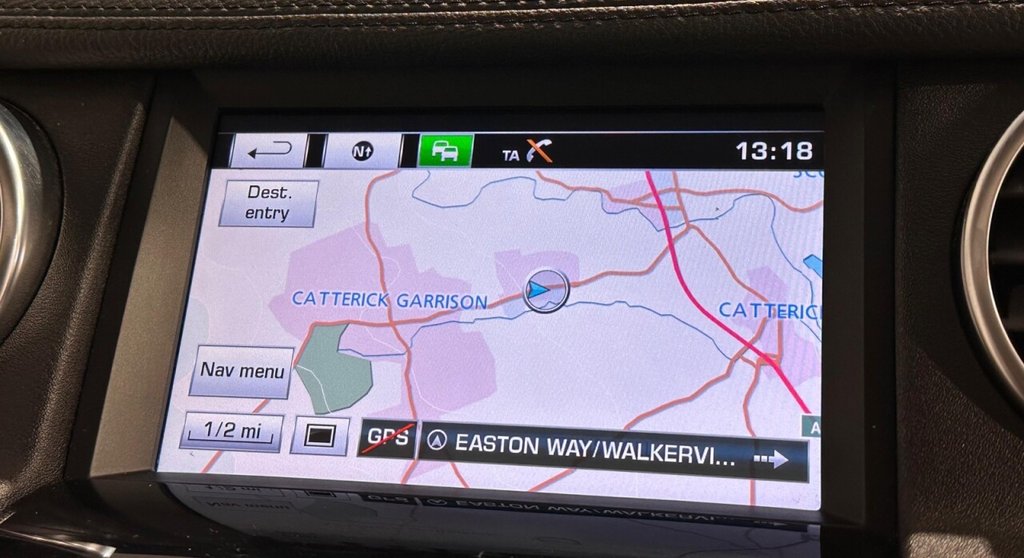 N↑
TA
13:18
Dest.
entry
CATTERICK GARRISON
CATTERIC
Nav menu
1/2 mi
GPS
EASTON WAY/WALKERVI...
A